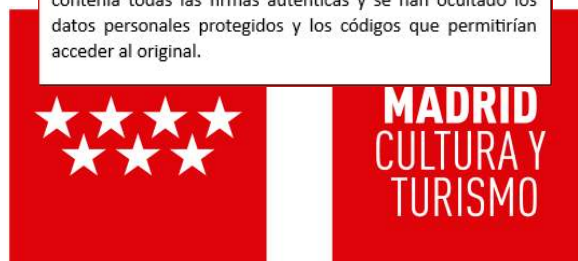 contenía todas las firmas auténticas y se han ocultado los
datos personales protegidos y los códigos que permitirían
acceder al original.
MADRID
CULTURA Y
TURISMO